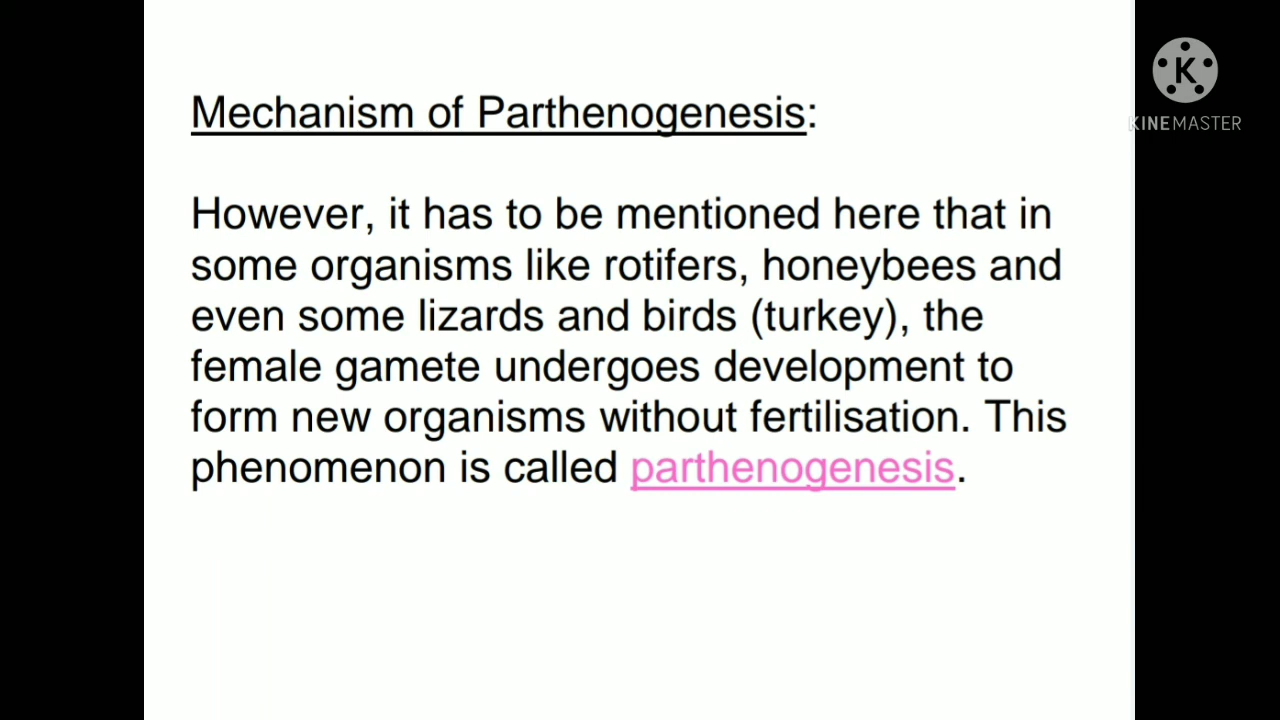 Mechanism of Parthenogenesis:
However, it has to be mentioned here that in
some organisms like rotifers, honeybees and
even some lizards and birds (turkey), the
female gamete undergoes development to
form new organisms without fertilisation. This
phenomenon is called parthenogenesis.
K
KINEMASTER